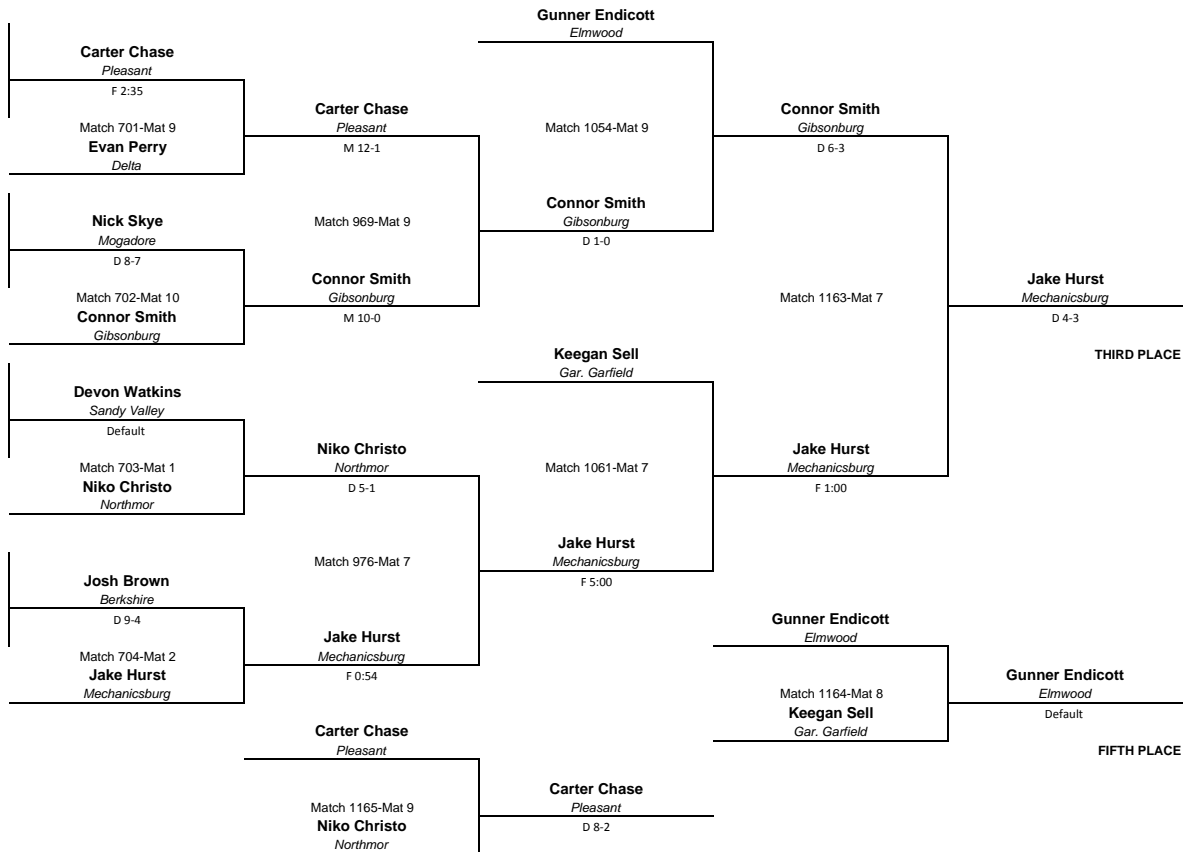 Gunner Endicott
Elmwood
Carter Chase
Pleasant
F 2:35
Match 701-Mat 9
Evan Perry
Delta
Carter Chase
Pleasant
M 12-1
Match 1054-Mat 9
Connor Smith
Gibsonburg
D 6-3
Nick Skye
Mogadore
D 8-7
Match 969-Mat 9
Connor Smith
Gibsonburg
D 1-0
Match 702-Mat 10
Connor Smith
Gibsonburg
Connor Smith
Gibsonburg
M 10-0
Match 1163-Mat 7
Jake Hurst
Mechanicsburg
D 4-3
THIRD PLACE
Keegan Sell
Gar. Garfield
Devon Watkins
Sandy Valley
Default
Match 703-Mat 1
Niko Christo
Northmor
Niko Christo
Northmor
D 5-1
Match 1061-Mat 7
Jake Hurst
Mechanicsburg
F 1:00
Match 976-Mat 7
Jake Hurst
Mechanicsburg
F 5:00
Josh Brown
Berkshire
D 9-4
Match 704-Mat 2
Jake Hurst
Mechanicsburg
Jake Hurst
Mechanicsburg
F 0:54
Gunner Endicott
Elmwood
Match 1164-Mat 8
Keegan Sell
Gar. Garfield
Gunner Endicott
Elmwood
Default
FIFTH PLACE
Carter Chase
Pleasant
Match 1165-Mat 9
Niko Christo
Northmor
Carter Chase
Pleasant
D 8-2